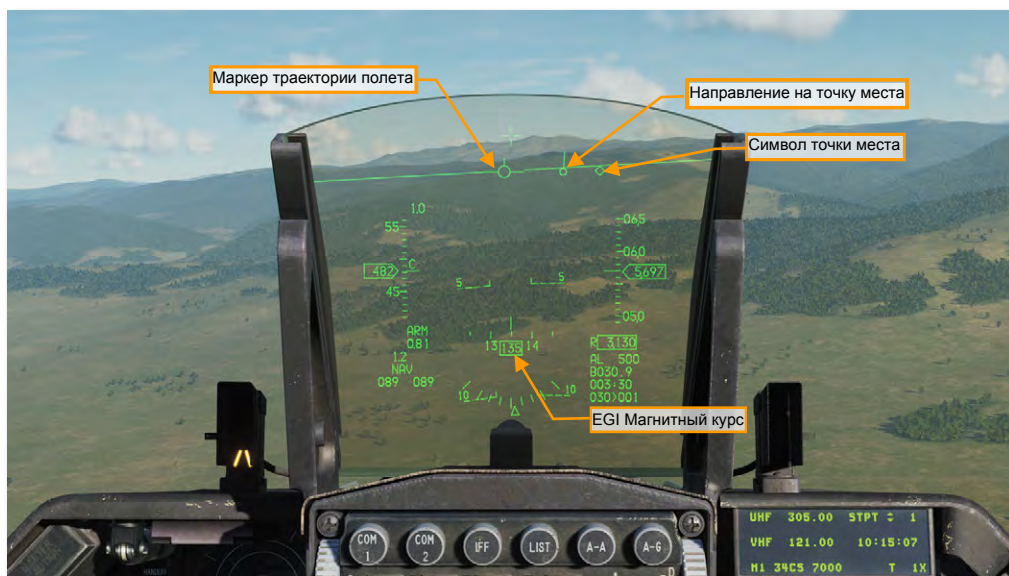 Маркер траектории полета
Направление на точку места
Символ точки места
1.0
55
482
C
45
065
060
5697
050
5
5
ARM
0.81
1.2
NAV
089 089
13 135 14
R 3130
AL 500
B030.9
003:30
030>001
10
10
EGI Магнитный курс
COM
1
COM
2
IFF
LIST
A-A
A-G
UHF 305.00 STPT 1
VHF 121.00 10:15:07
M1 34C5 7000 T 1X